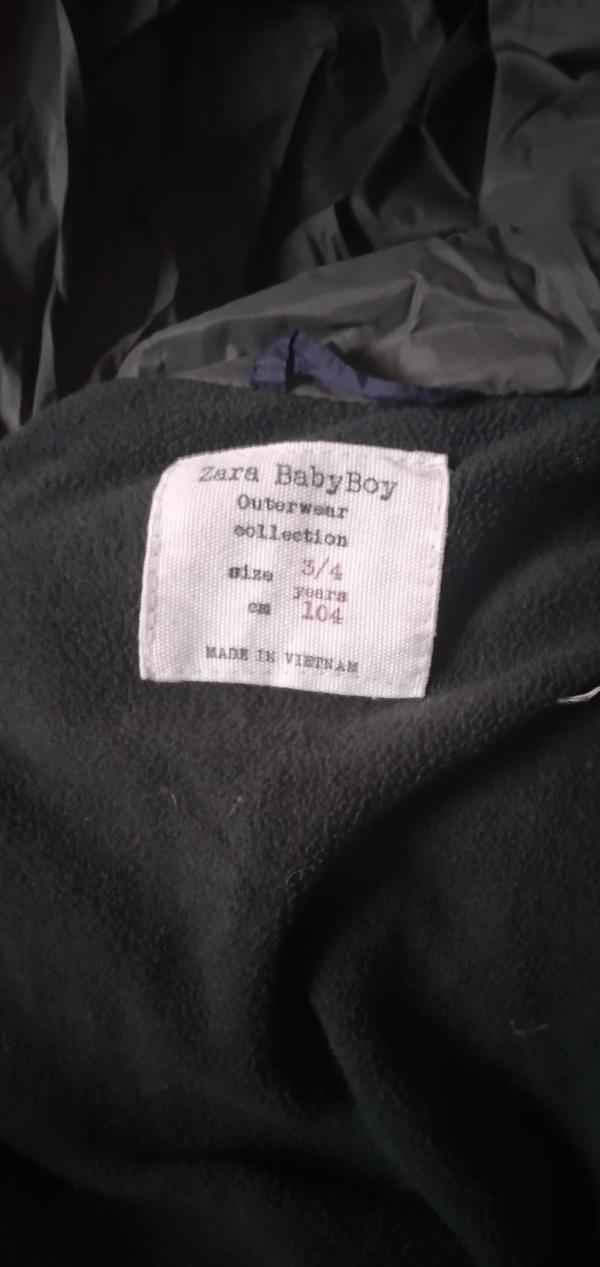 Zara BabyBoy
Outerwear
collection
size 3/4
years
cm 104
MADE IN VIETNAM